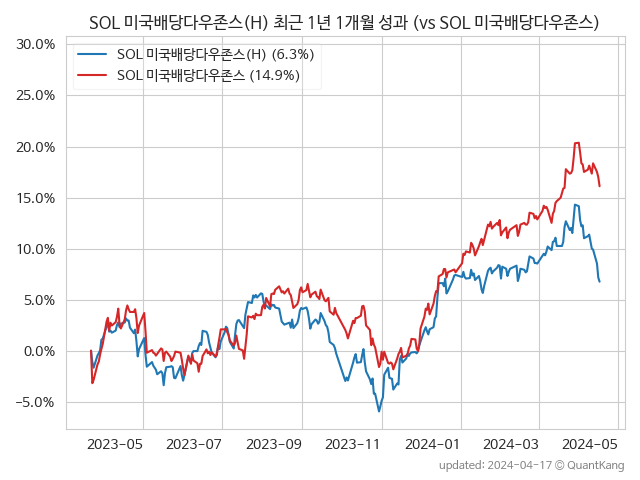 SOL 미국배당다우존스(H) 최근 1년 1개월 성과 (vs SOL 미국배당다우존스)
SOL 미국배당다우존스(H) (6.3%)
SOL 미국배당다우존스 (14.9%)
30.0%
25.0%
20.0%
15.0%
10.0%
5.0%
0.0%
−5.0%
2023-05 2023-07 2023-09 2023-11 2024-01 2024-03 2024-05
updated: 2024-04-17 © QuantKang